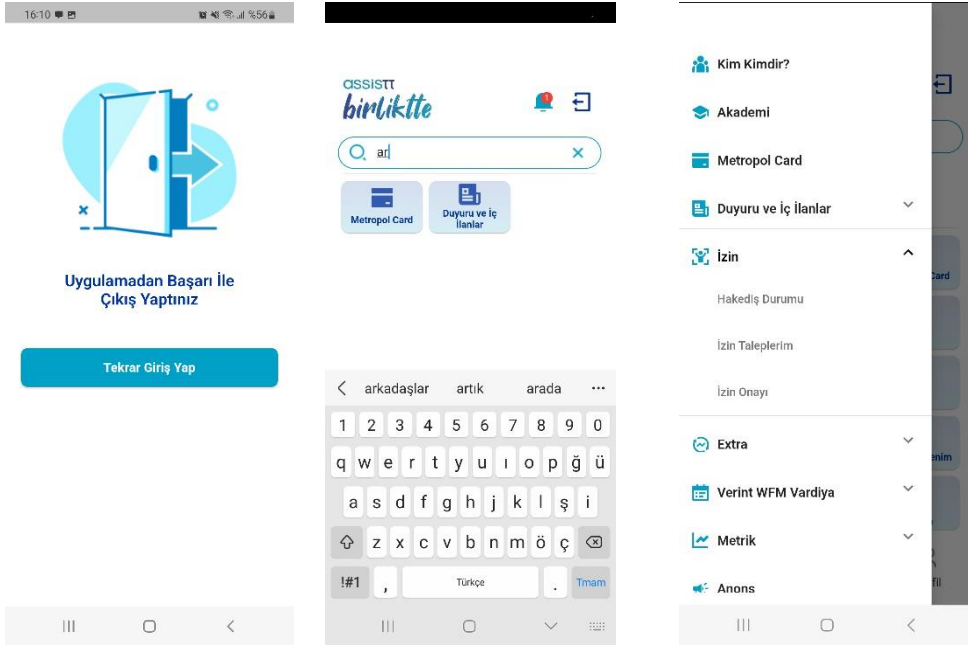 16:10
%56
Uygulamadan Başarı İle
Çıkış Yaptınız
Tekrar Giriş Yap
assisTT
birliktte
1
ar
Metropol Card
Duyuru ve İç
İlanlar
arkadaşlar artık arada
1 2 3 4 5 6 7 8 9 0
q w e r t y u ı o p ğ ü
a s d f g h j k l ş i
z x c v b n m ö ç
!#1 , Türkçe . Tmam
Kim Kimdir?
Akademi
Metropol Card
Duyuru ve İç İlanlar
İzin
Hakediş Durumu
İzin Taleplerim
İzin Onayı
Extra
Verint WFM Vardiya
Metrik
Anons
Card
enim
fil